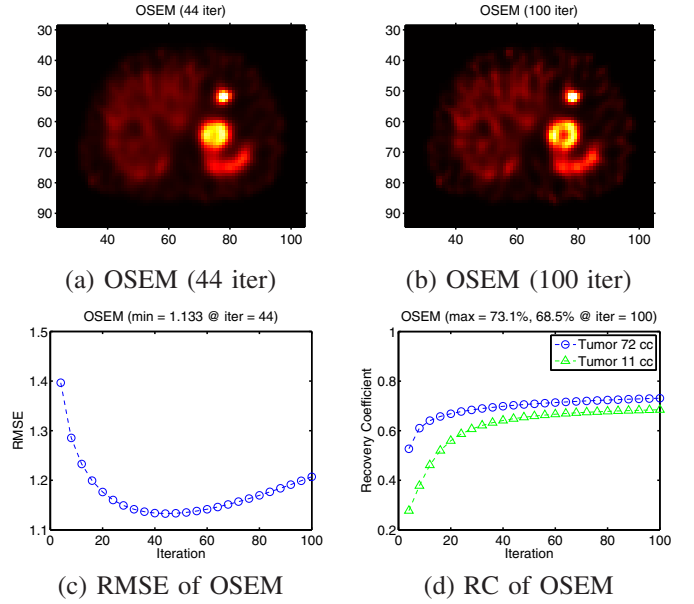 OSEM (44 iter)
30
40
50
60
70
80
90
40 60 80 100
(a) OSEM (44 iter)
OSEM (100 iter)
30
40
50
60
70
80
90
40 60 80 100
(b) OSEM (100 iter)
OSEM (min = 1.133 @ iter = 44)
1.5
1.4
1.3
1.2
1.1
RMSE
0 20 40 60 80 100
Iteration
(c) RMSE of OSEM
OSEM (max = 73.1%, 68.5% @ iter = 100)
Tumor 72 cc
Tumor 11 cc
1
0.8
0.6
0.4
0.2
Recovery Coefficient
0 20 40 60 80 100
Iteration
(d) RC of OSEM